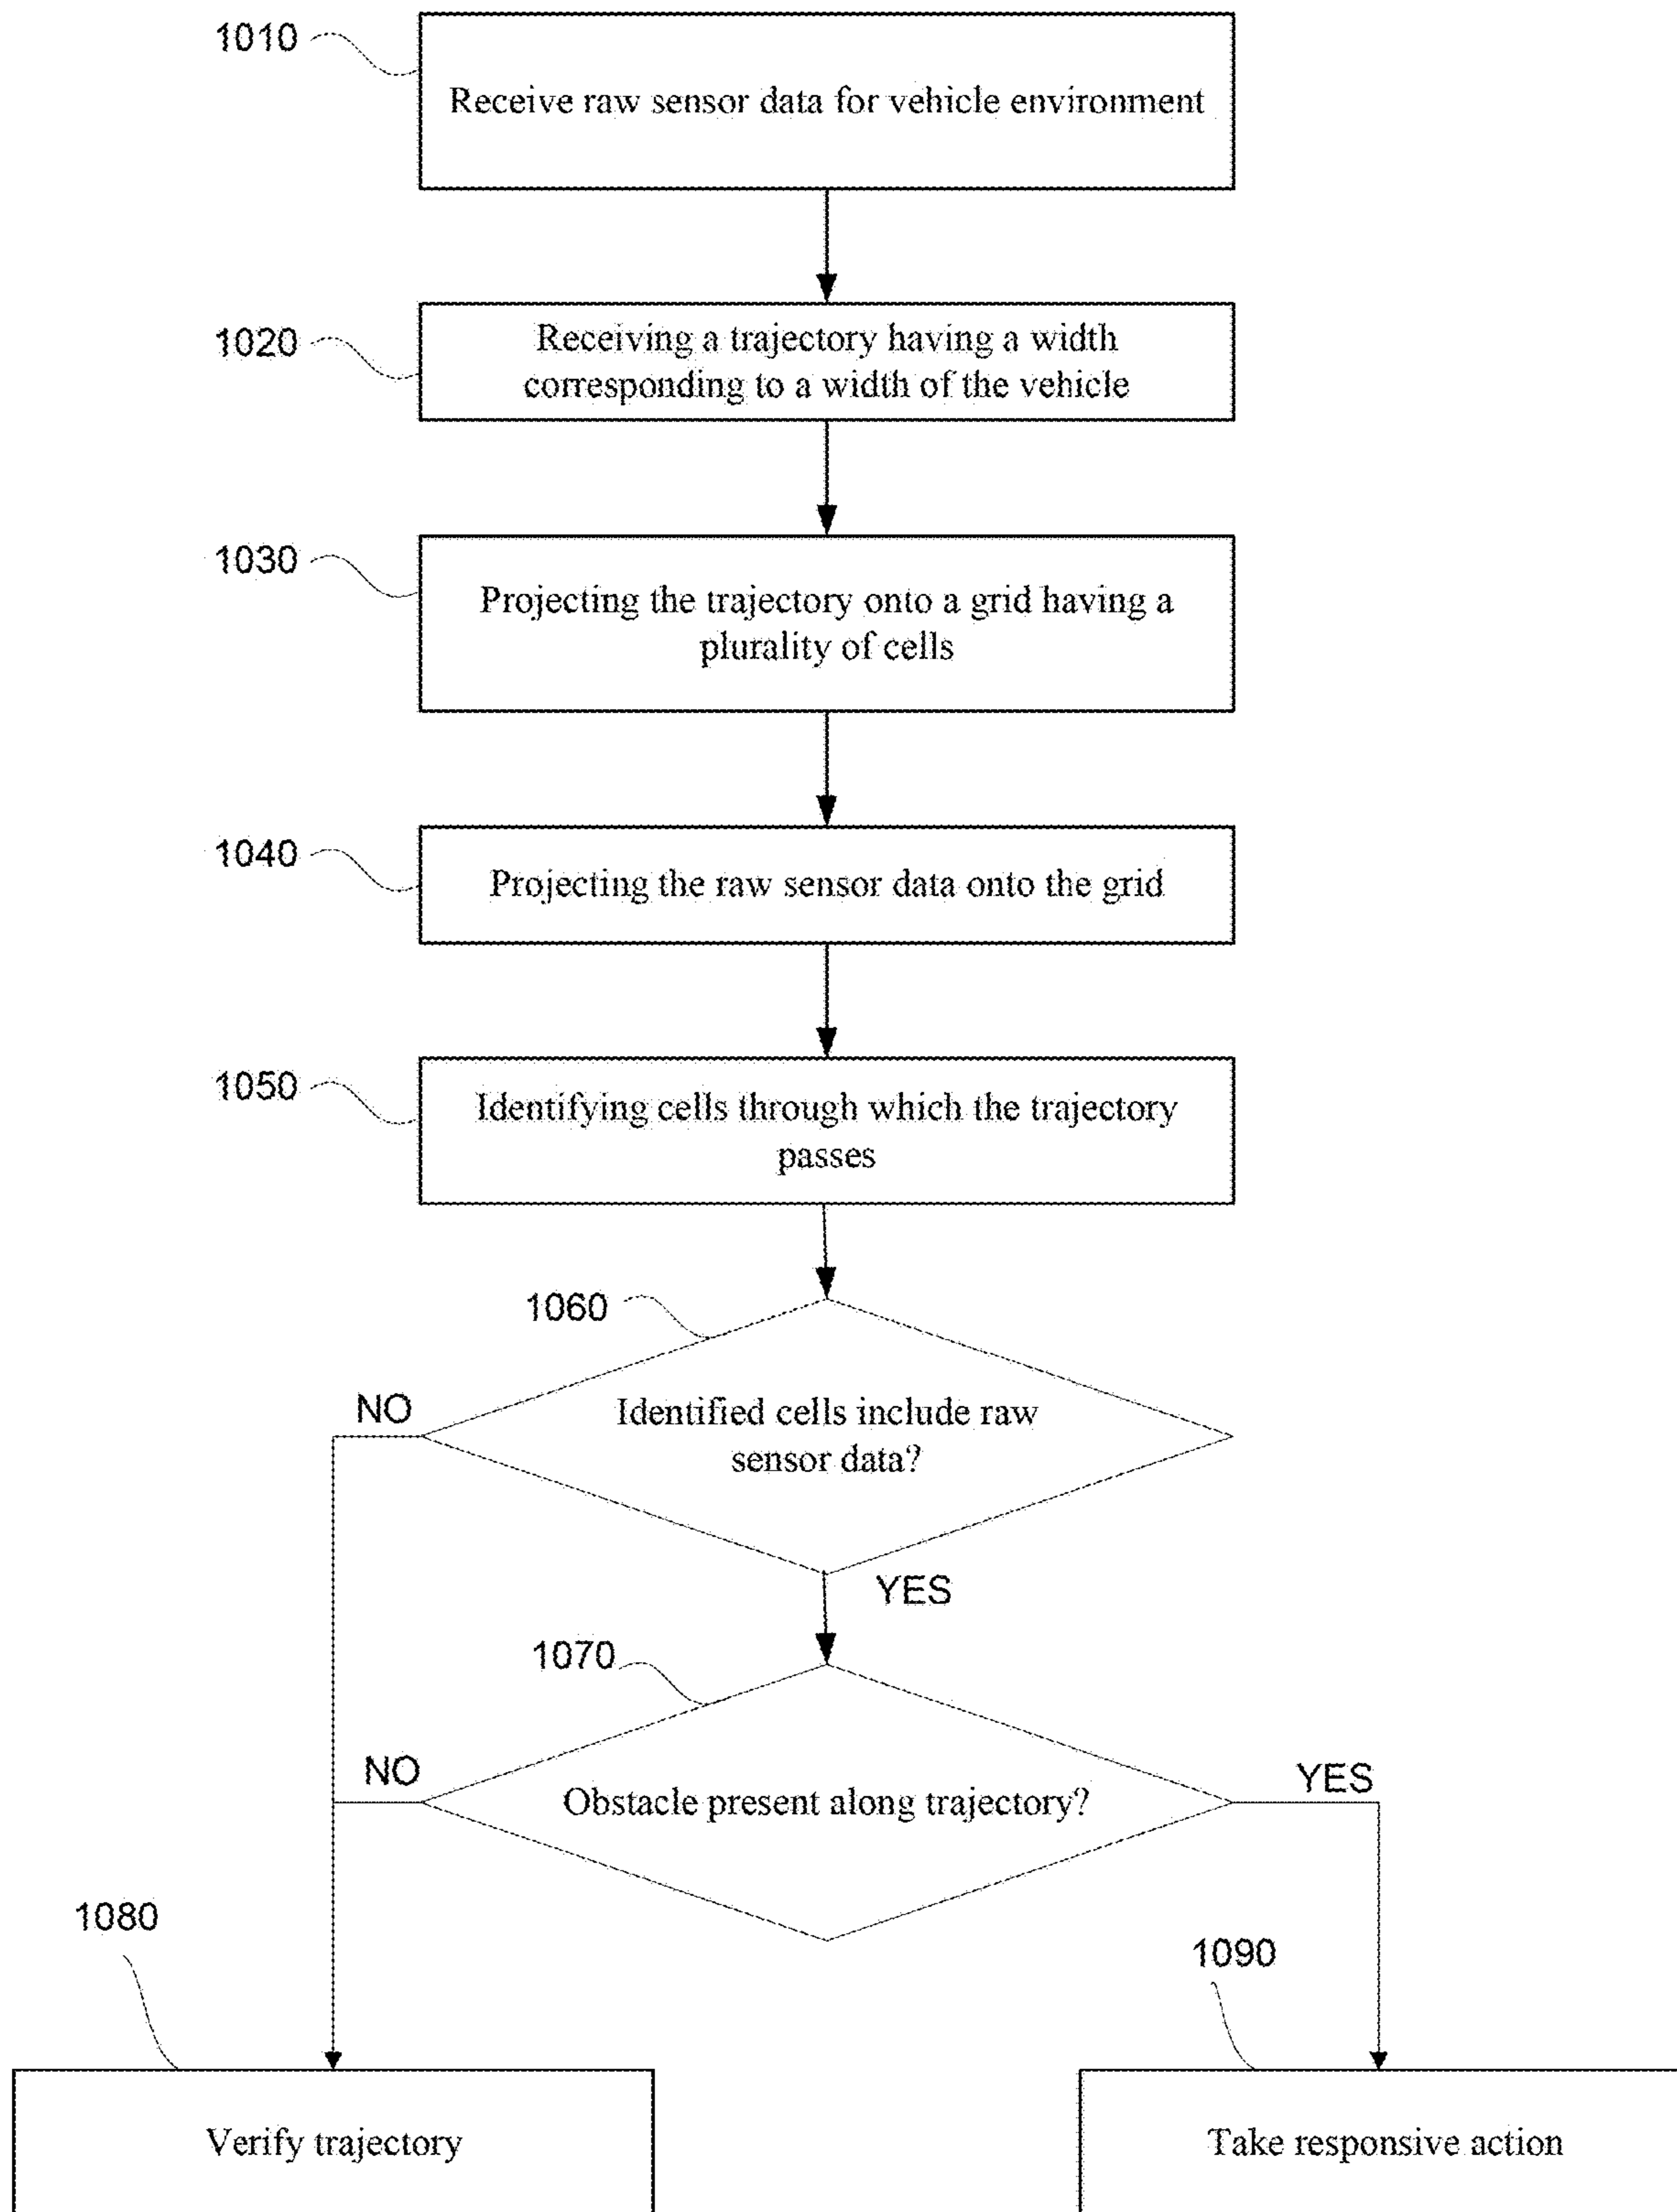 1010
Receive raw sensor data for vehicle environment
1020
Receiving a trajectory having a width
corresponding to a width of the vehicle
1030
Projecting the trajectory onto a grid having a
plurality of cells
1040
Projecting the raw sensor data onto the grid
1050
Identifying cells through which the trajectory
passes
1060
NO
Identified cells include raw
sensor data?
YES
1070
NO
Obstacle present along trajectory?
YES
1080
1090
Verify trajectory
Take responsive action